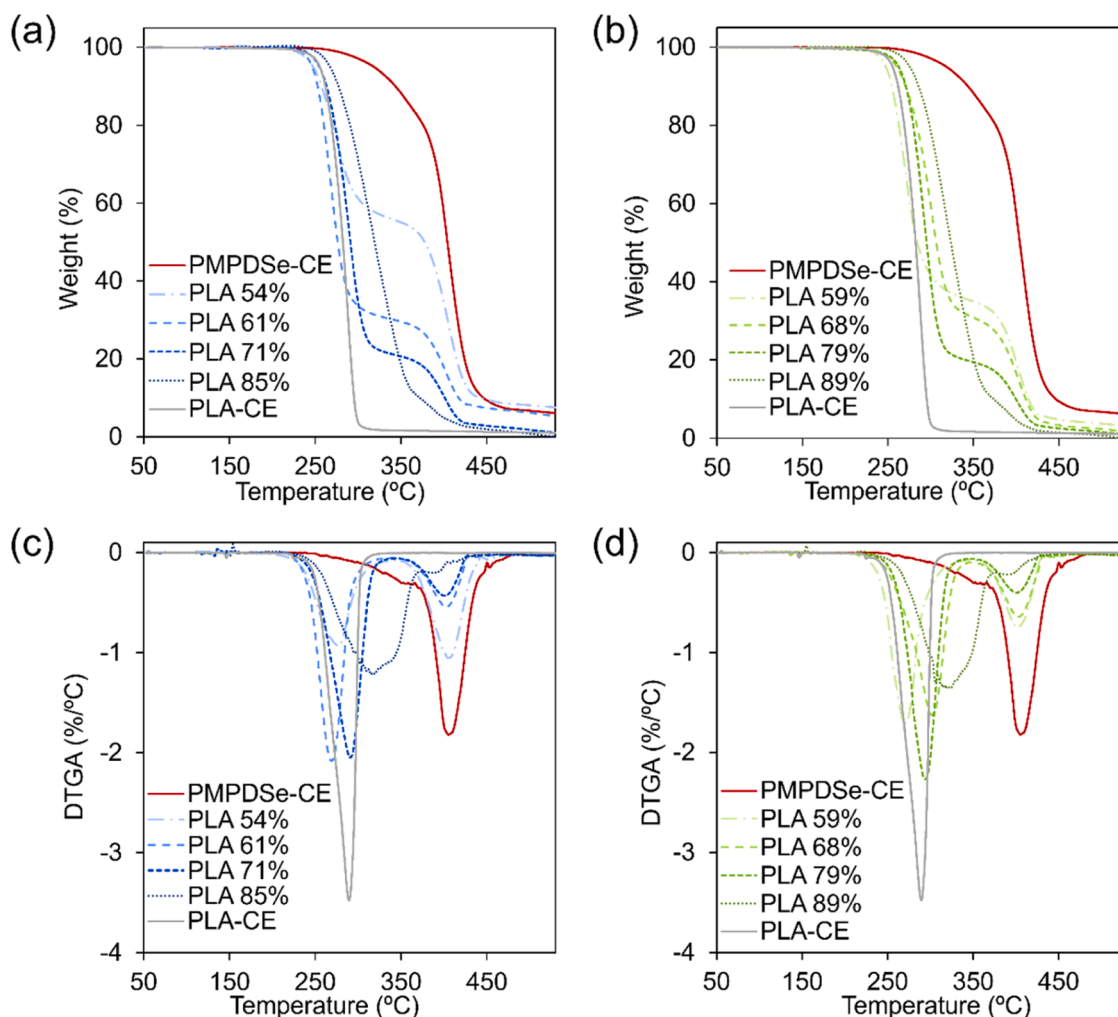 (a)
100
80
60
40
20
0
Weight (%)
PMPDSe-CE
PLA 54%
PLA 61%
PLA 71%
PLA 85%
PLA-CE
50 150 250 350 450
Temperature (ºC)
(b)
100
80
60
40
20
0
Weight (%)
PMPDSe-CE
PLA 59%
PLA 68%
PLA 79%
PLA 89%
PLA-CE
50 150 250 350 450
Temperature (ºC)
(c)
0
-1
-2
-3
-4
DTGA (%/ºC)
PMPDSe-CE
PLA 54%
PLA 61%
PLA 71%
PLA 85%
PLA-CE
50 150 250 350 450
Temperature (ºC)
(d)
0
-1
-2
-3
-4
DTGA (%/ºC)
PMPDSe-CE
PLA 59%
PLA 68%
PLA 79%
PLA 89%
PLA-CE
50 150 250 350 450
Temperature (ºC)